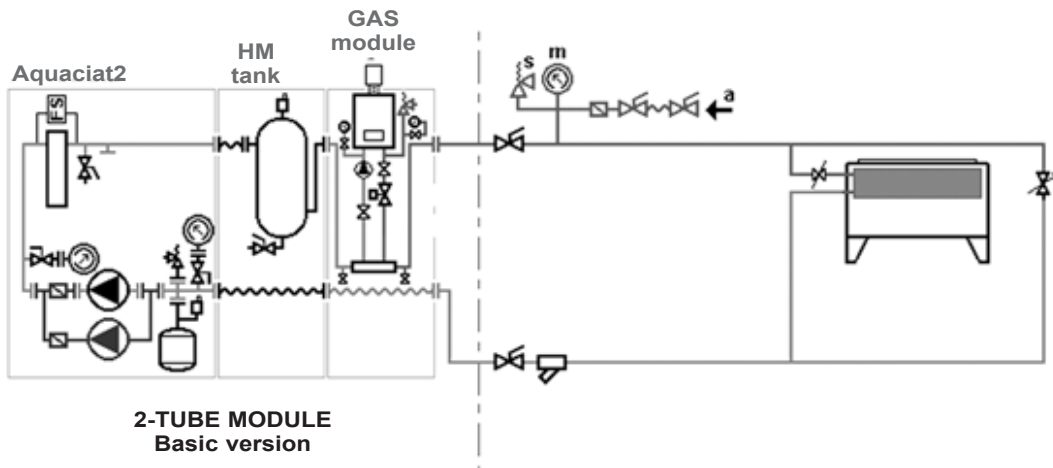 GAS
module
HM
tank
Aquaciat2
FS
s
m
a
2-TUBE MODULE
Basic version